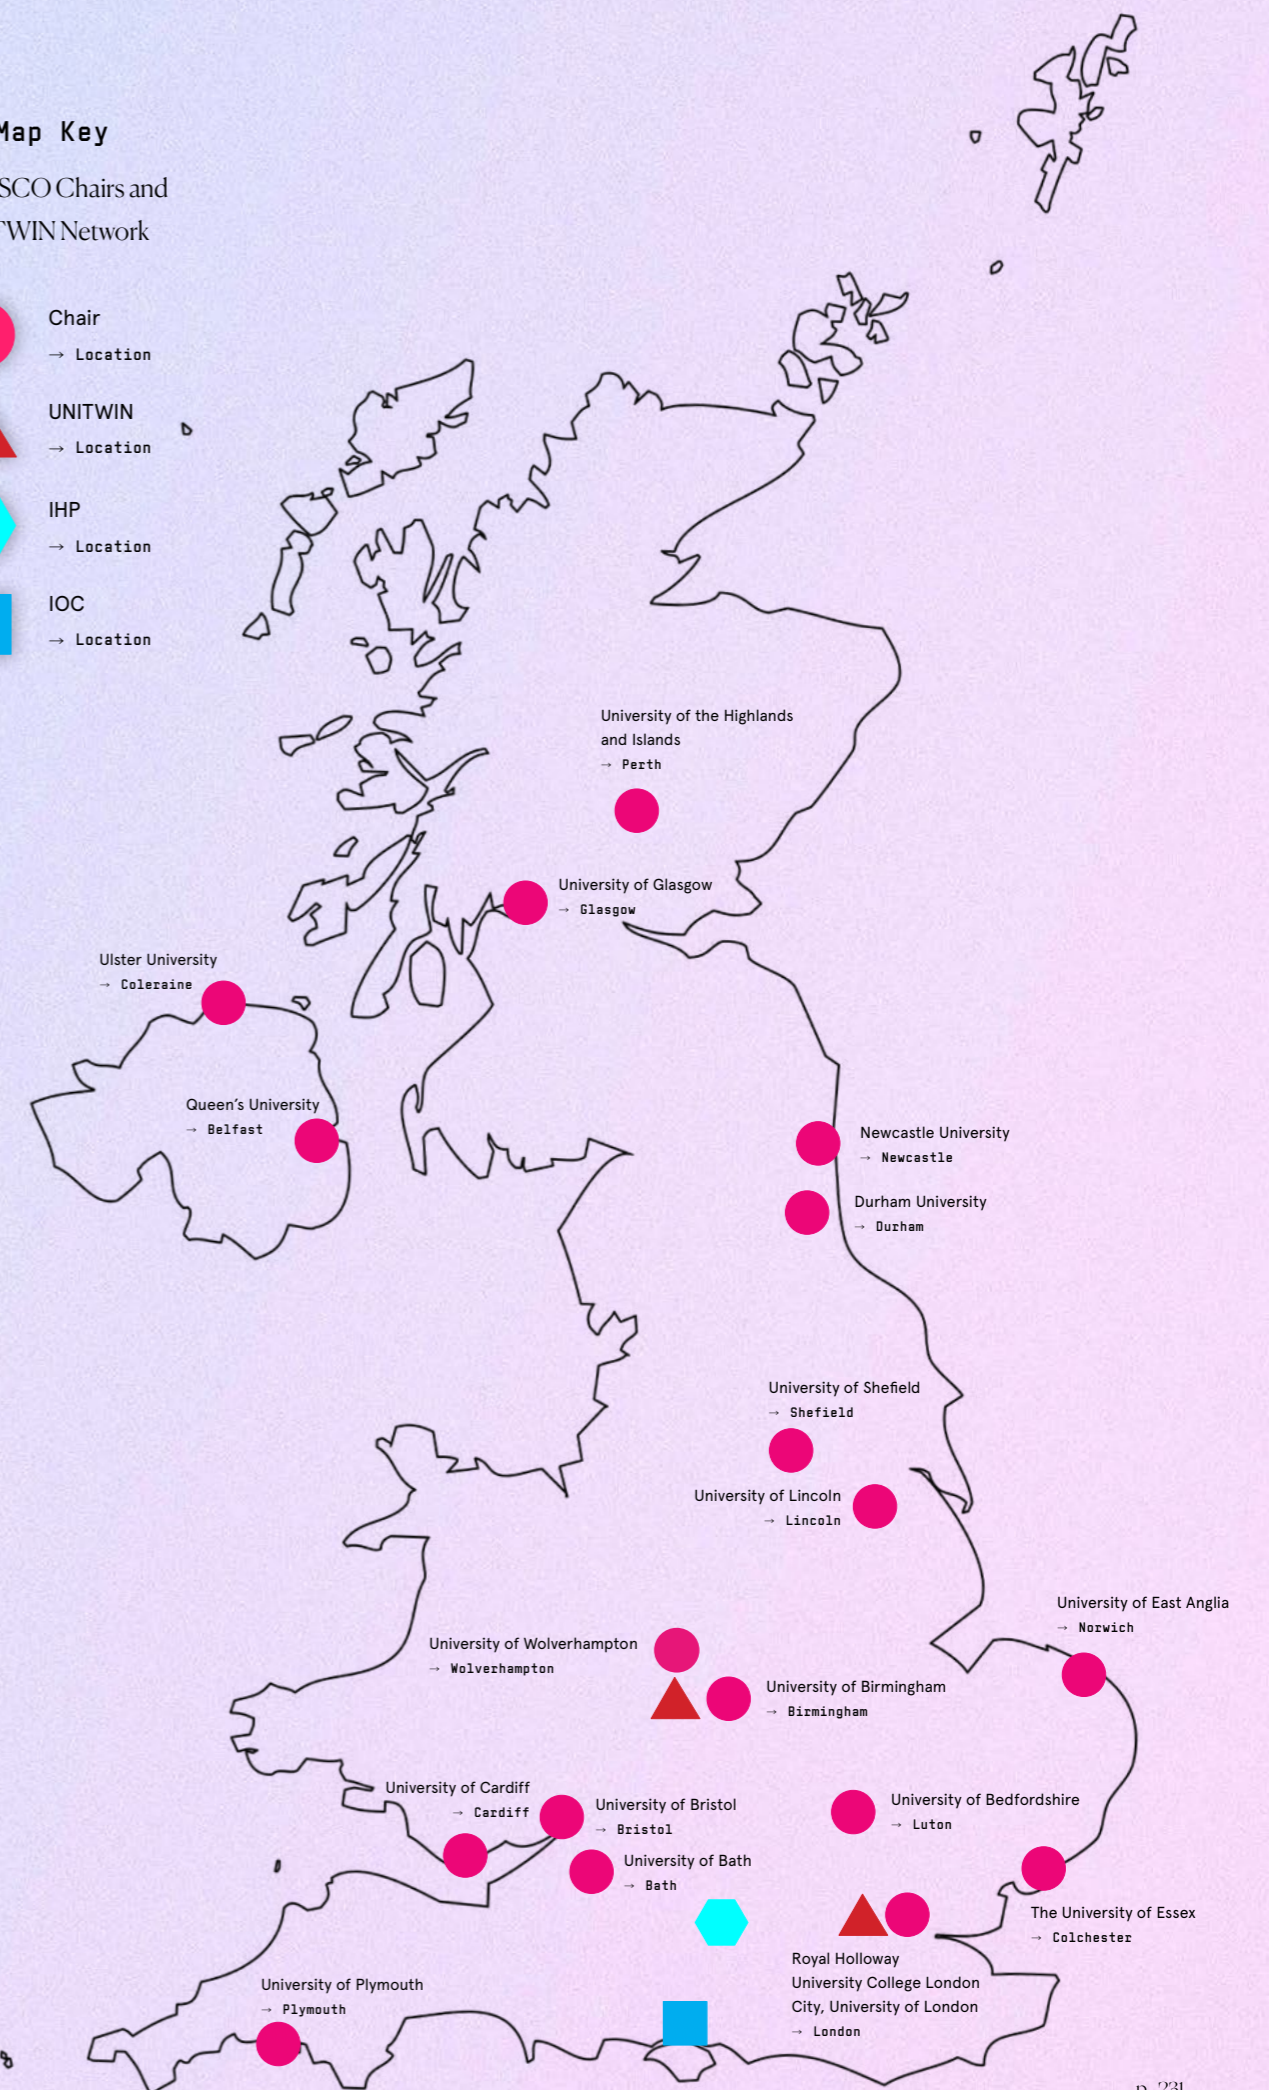 Map Key
SCO Chairs and
TWIN Network
Chair
→ Location
UNITWIN
→ Location
IHP
→ Location
IOC
→ Location
University of the Highlands
and Islands
→ Perth
University of Glasgow
→ Glasgow
Ulster University
→ Coleraine
Queen's University
→ Belfast
Newcastle University
→ Newcastle
Durham University
→ Durham
University of Shefield
→ Shefield
University of Lincoln
→ Lincoln
University of East Anglia
→ Norwich
University of Wolverhampton
→ Wolverhampton
University of Birmingham
→ Birmingham
University of Cardiff
→ Cardiff
University of Bristol
→ Bristol
University of Bedfordshire
→ Luton
University of Bath
→ Bath
The University of Essex
→ Colchester
Royal Holloway
University College London
City, University of London
→ London
University of Plymouth
→ Plymouth
p. 231